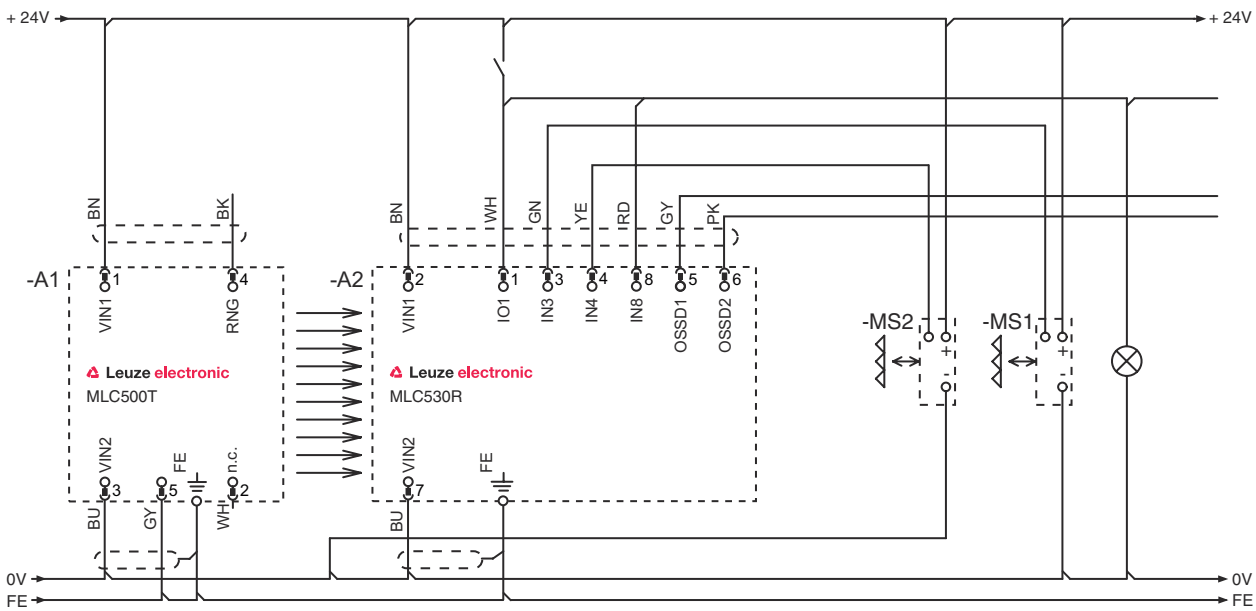 + 24V
+ 24V
BN
BK
BN
WH
GN
YE
RD
GY
PK
-A1
1
4
-A2
2
1
3
4
8
5
6
VIN1
RNG
VIN1
IO1
IN3
IN4
IN8
OSSD1
OSSD2
-MS2
-MS1
+
+
-
-
Leuze electronic
MLC500T
Leuze electronic
MLC530R
VIN2
FE
n.c.
VIN2
FE
3
5
2
7
BU
GY
WH
BU
0V
0V
FE
FE